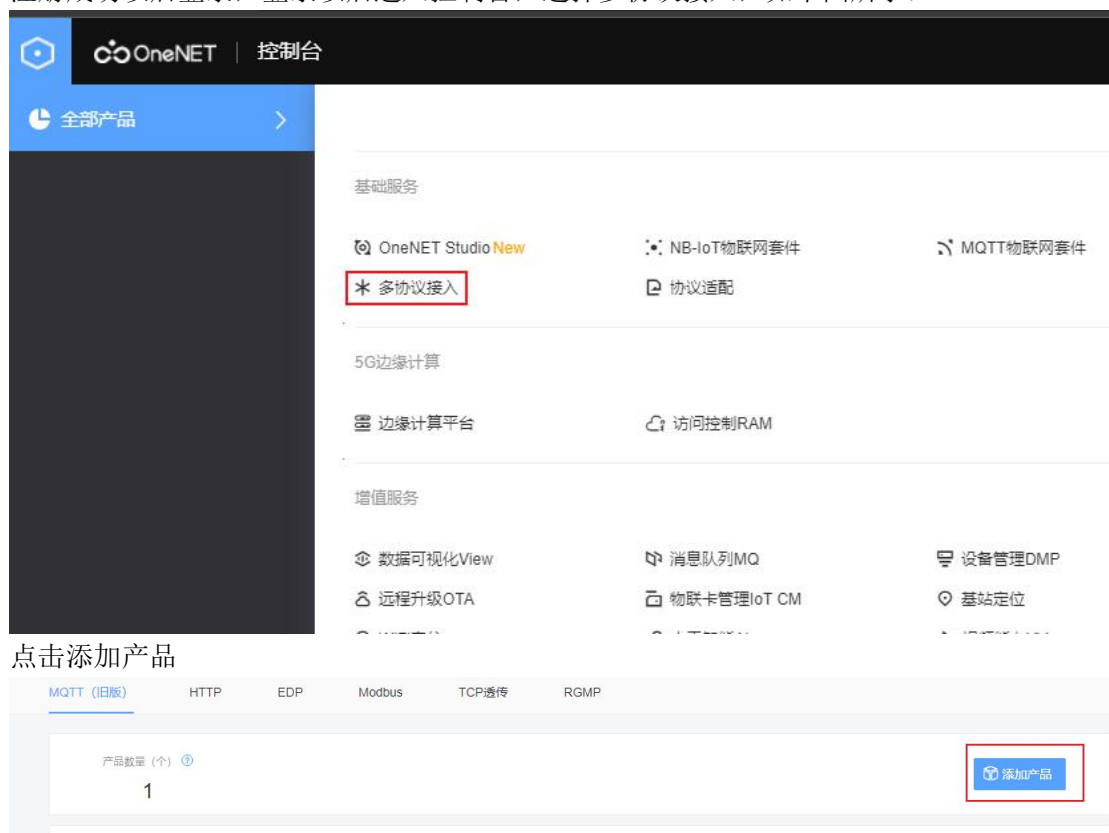 OneNET | 控制台
全部产品
基础服务
OneNET Studio New NB-IoT物联网套件 MQTT物联网套件
多协议接入 协议适配
5G边缘计算
边缘计算平台 访问控制RAM
增值服务
数据可视化View 消息队列MQ 设备管理DMP
远程升级OTA 物联卡管理IoT CM 基站定位
点击添加产品
MQTT（旧版） HTTP EDP Modbus TCP透传 RGMP
产品数量（个） 添加产品
1